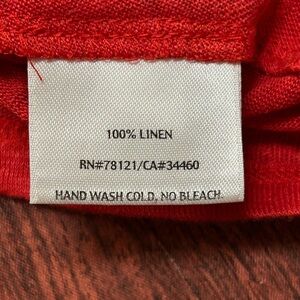 100% LINEN
RN#78121/CA#34460
HAND WASH COLD, NO BLEACH.